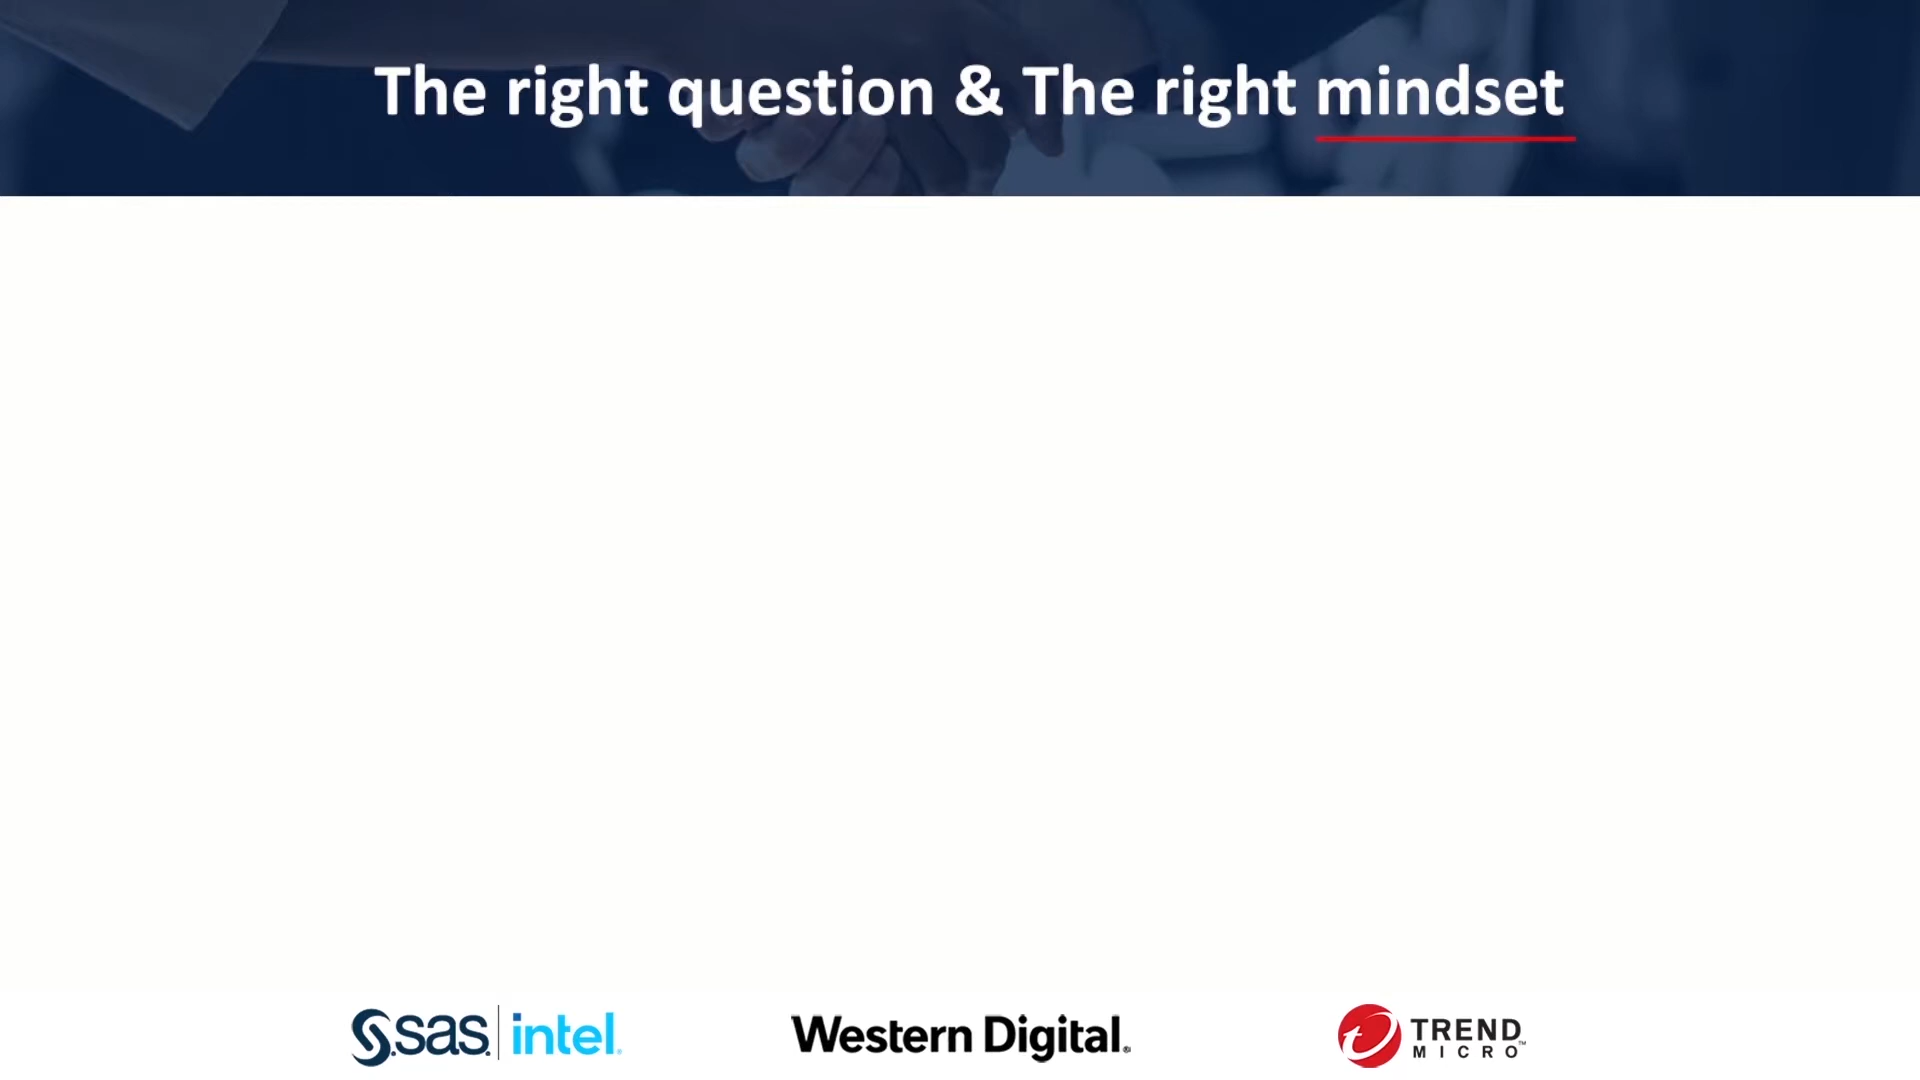 The right question & The right mindset
sas intel
Western Digital
TREND
MICRO